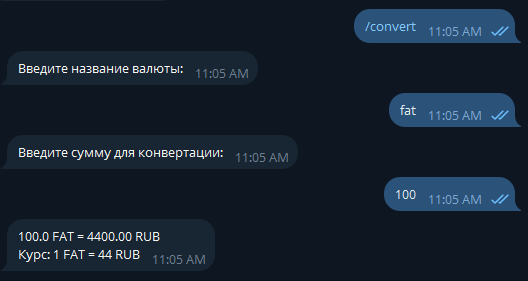 /convert 11:05 AM
Введите название валюты: 11:05 AM
fat 11:05 AM
Введите сумму для конвертации: 11:05 AM
100 11:05 AM
100.0 FAT = 4400.00 RUB
Курс: 1 FAT = 44 RUB 11:05 AM